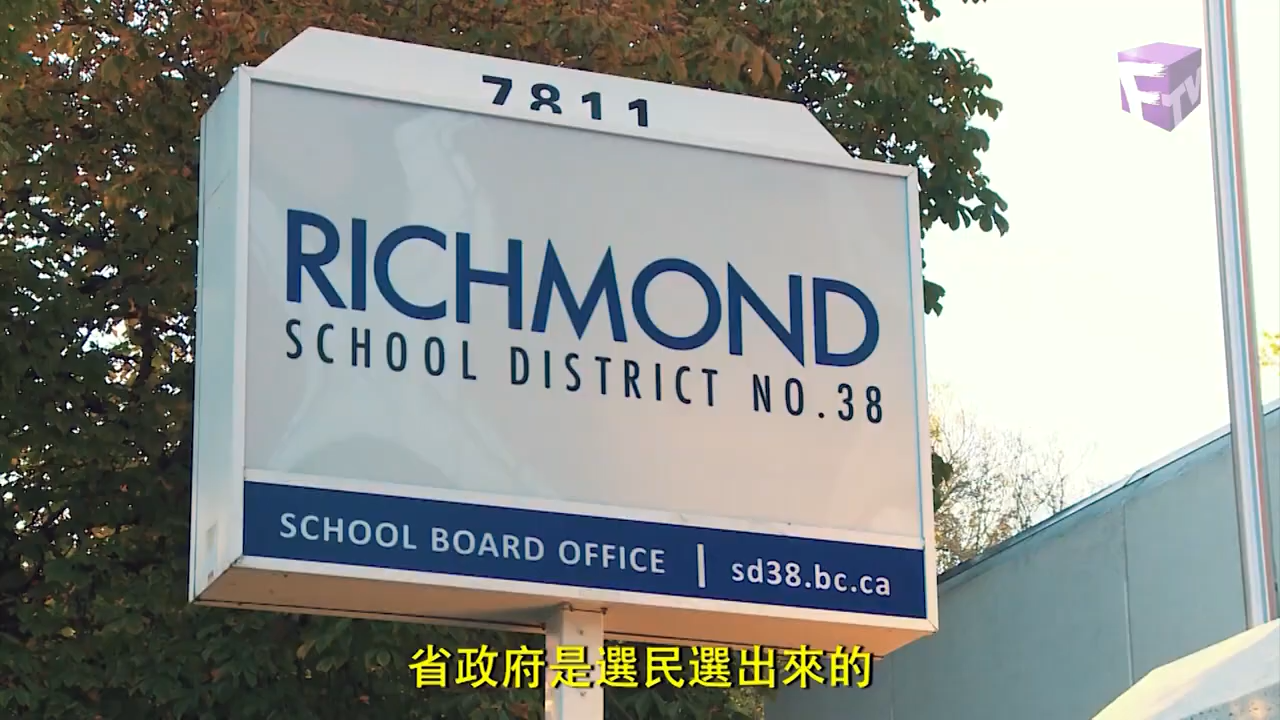 7811
FTV
RICHMOND
SCHOOL DISTRICT NO.38
SCHOOL BOARD OFFICE | sd38.bc.ca
省政府是選民選出來的